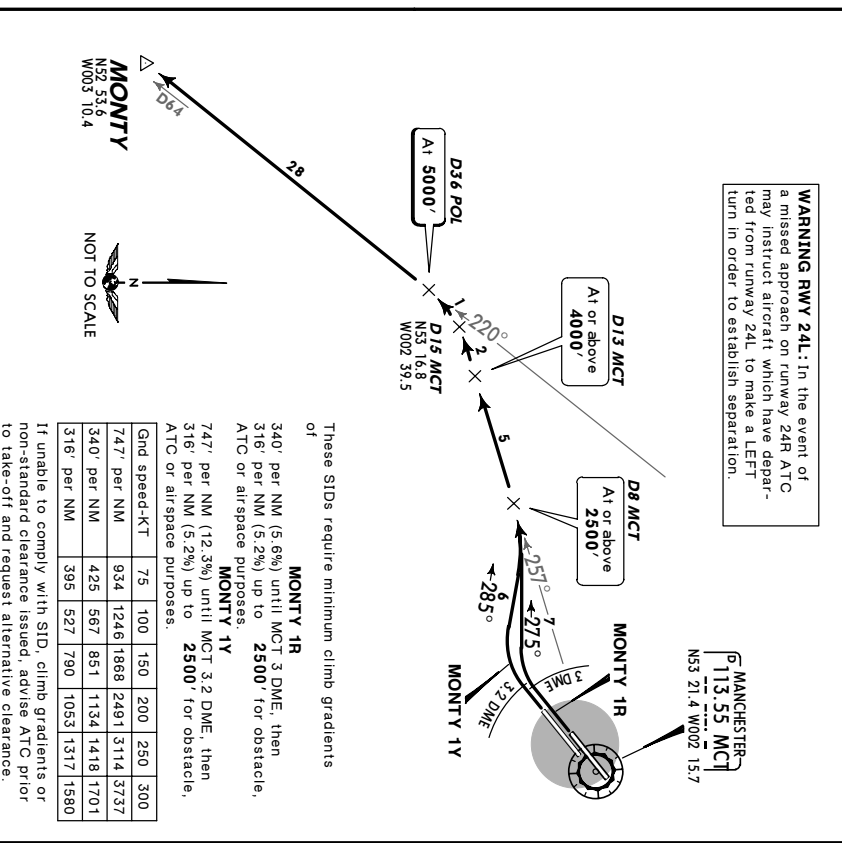 WARNING RWY 24L: In the event of
a missed approach on runway 24R ATC
may instruct aircraft which have depar-
ted from runway 24L to make a LEFT
turn in order to establish separation.
D MANCHESTER
113.55 MCT
N53 21.4 W002 15.7
D8 MCT
At or above
2500'
D13 MCT
At or above
4000'
D36 POL
At 5000'
D15 MCT
N53 16.8
W002 39.5
MONTY
N52 53.6
W003 10.4
D64
28
1
220°
2
5
257°
7
275°
6
285°
3 DME
3.2 DME
MONTY 1R
MONTY 1Y
N
NOT TO SCALE
These SIDs require minimum climb gradients
of
MONTY 1R
340' per NM (5.6%) until MCT 3 DME, then
316' per NM (5.2%) up to 2500' for obstacle,
ATC or airspace purposes.
MONTY 1Y
747' per NM (12.3%) until MCT 3.2 DME, then
316' per NM (5.2%) up to 2500' for obstacle,
ATC or airspace purposes.
Gnd speed-KT 75 100 150 200 250 300
747' per NM 934 1246 1868 2491 3114 3737
340' per NM 425 567 851 1134 1418 1701
316' per NM 395 527 790 1053 1317 1580
If unable to comply with SID, climb gradients or
non-standard clearance issued, advise ATC prior
to take-off and request alternative clearance.